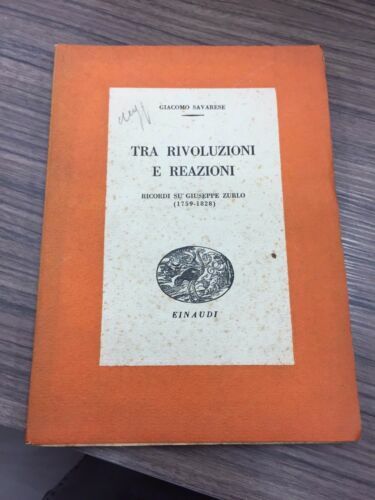 GIACOMO SAVARESE
TRA RIVOLUZIONI
E REAZIONI
RICORDI SU GIUSEPPE ZURLO
(1759-1828)
EINAUDI